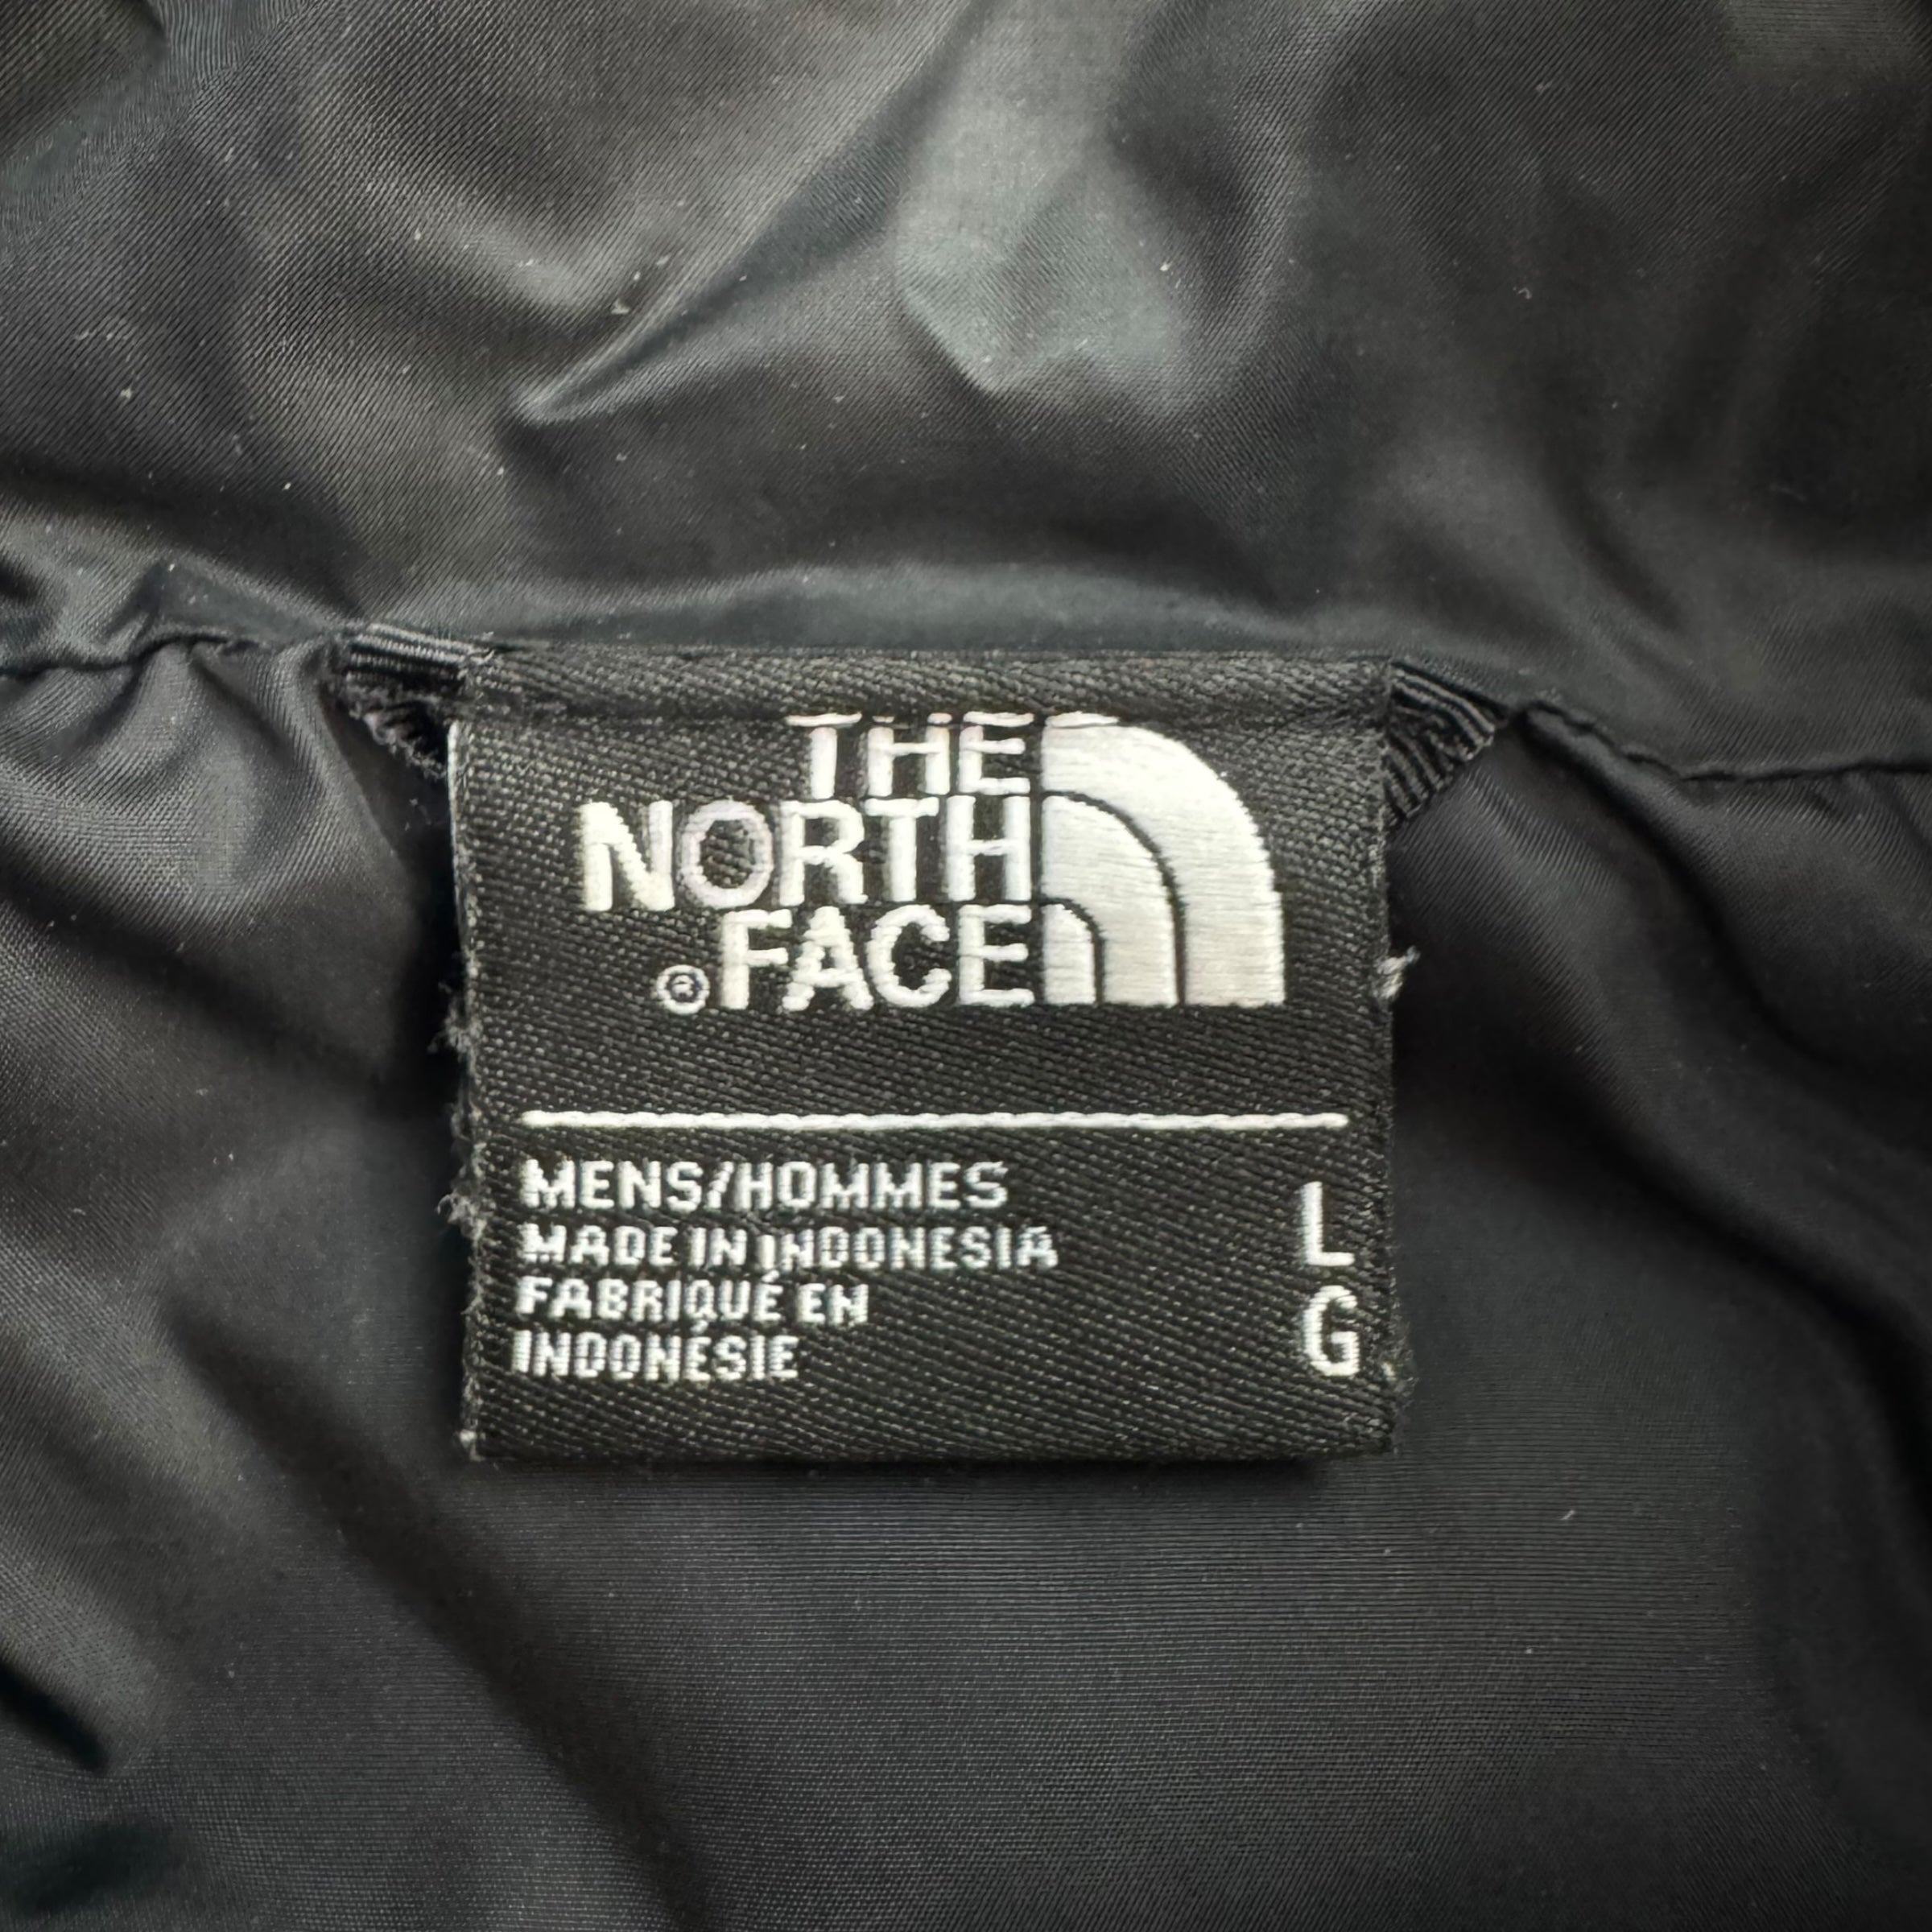 THE
NORTH
®FACE
MENS/HOMMES
MADE IN INDONESIA
FABRIQUÉ EN
INDONÉSIE
L
G